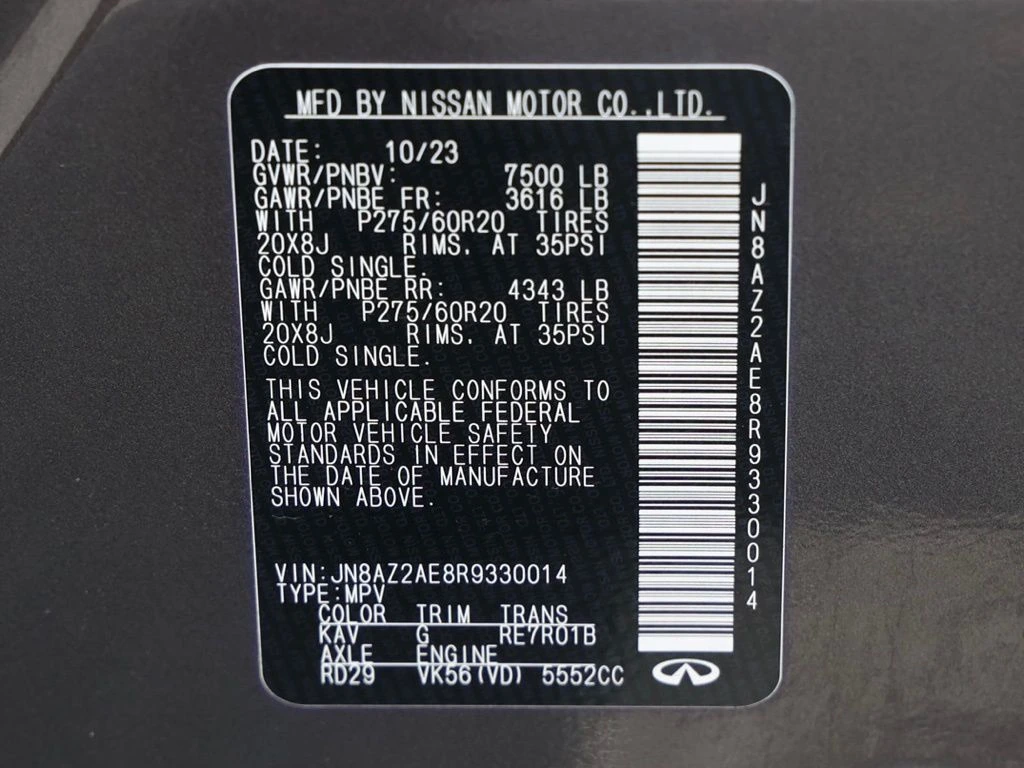 MFD BY NISSAN MOTOR CO.,LTD.
DATE: 10/23
GVWR/PNBV: 7500 LB
GAWR/PNBE FR: 3616 LB
WITH P275/60R20 TIRES
20X8J RIMS. AT 35PSI
COLD SINGLE.
GAWR/PNBE RR: 4343 LB
WITH P275/60R20 TIRES
20X8J RIMS. AT 35PSI
COLD SINGLE.
THIS VEHICLE CONFORMS TO
ALL APPLICABLE FEDERAL
MOTOR VEHICLE SAFETY
STANDARDS IN EFFECT ON
THE DATE OF MANUFACTURE
SHOWN ABOVE.
VIN:JN8AZ2AE8R9330014
TYPE:MPV
COLOR TRIM TRANS
KAV G RE7R01B
AXLE ENGINE
RD29 VK56(VD) 5552CC
JN8AZ2AE8R9330014